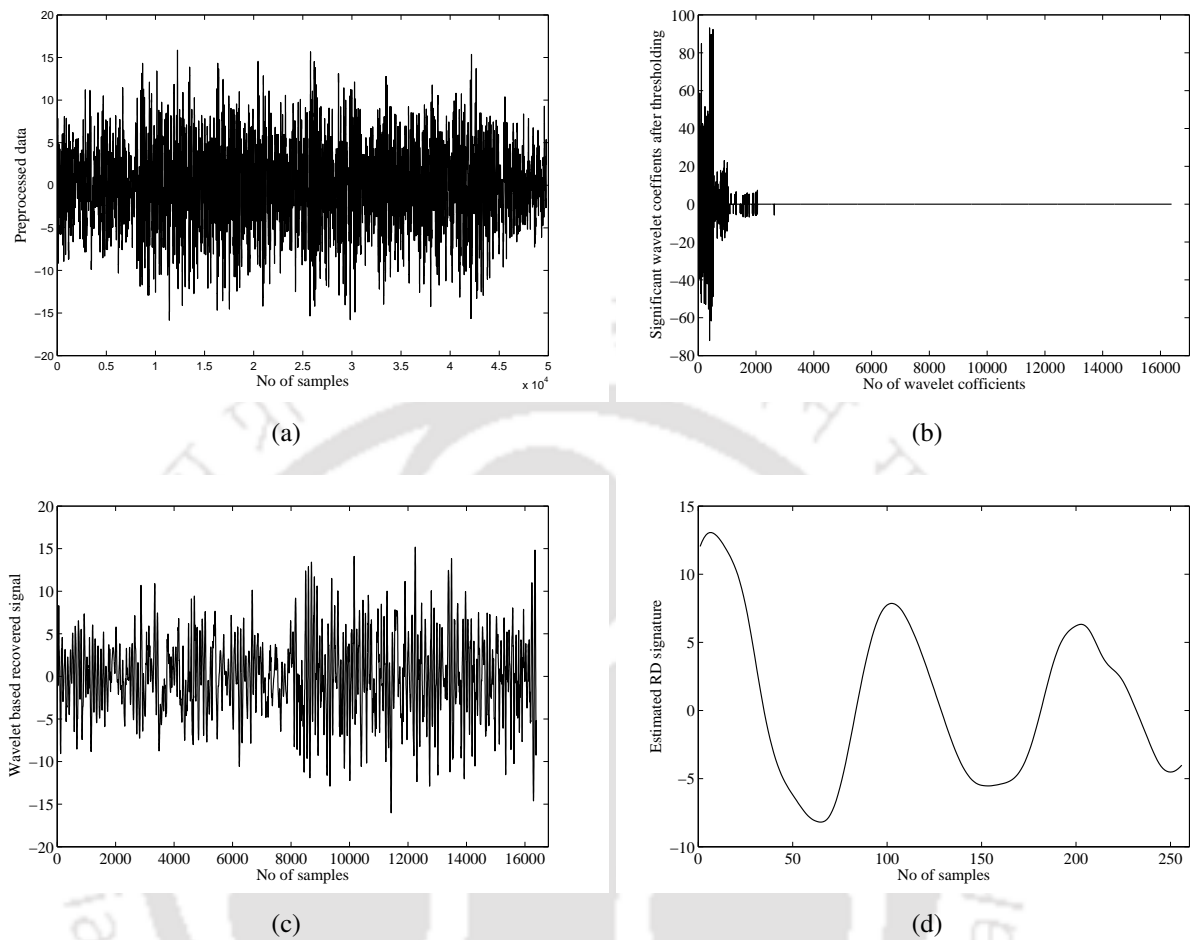 20
15
10
5
0
−5
−10
−15
−20
Preprocessed data
0 0.5 1 1.5 2 2.5 3 3.5 4 4.5 5
x 10⁴
No of samples
(a)
100
80
60
40
20
0
−20
−40
−60
−80
Significant wavelet coeffients after thresholding
0 2000 4000 6000 8000 10000 12000 14000 16000
No of wavelet cofficients
(b)
20
15
10
5
0
−5
−10
−15
−20
Wavelet based recovered signal
0 2000 4000 6000 8000 10000 12000 14000 16000
No of samples
(c)
15
10
5
0
−5
−10
Estimated RD signature
0 50 100 150 200 250
No of samples
(d)